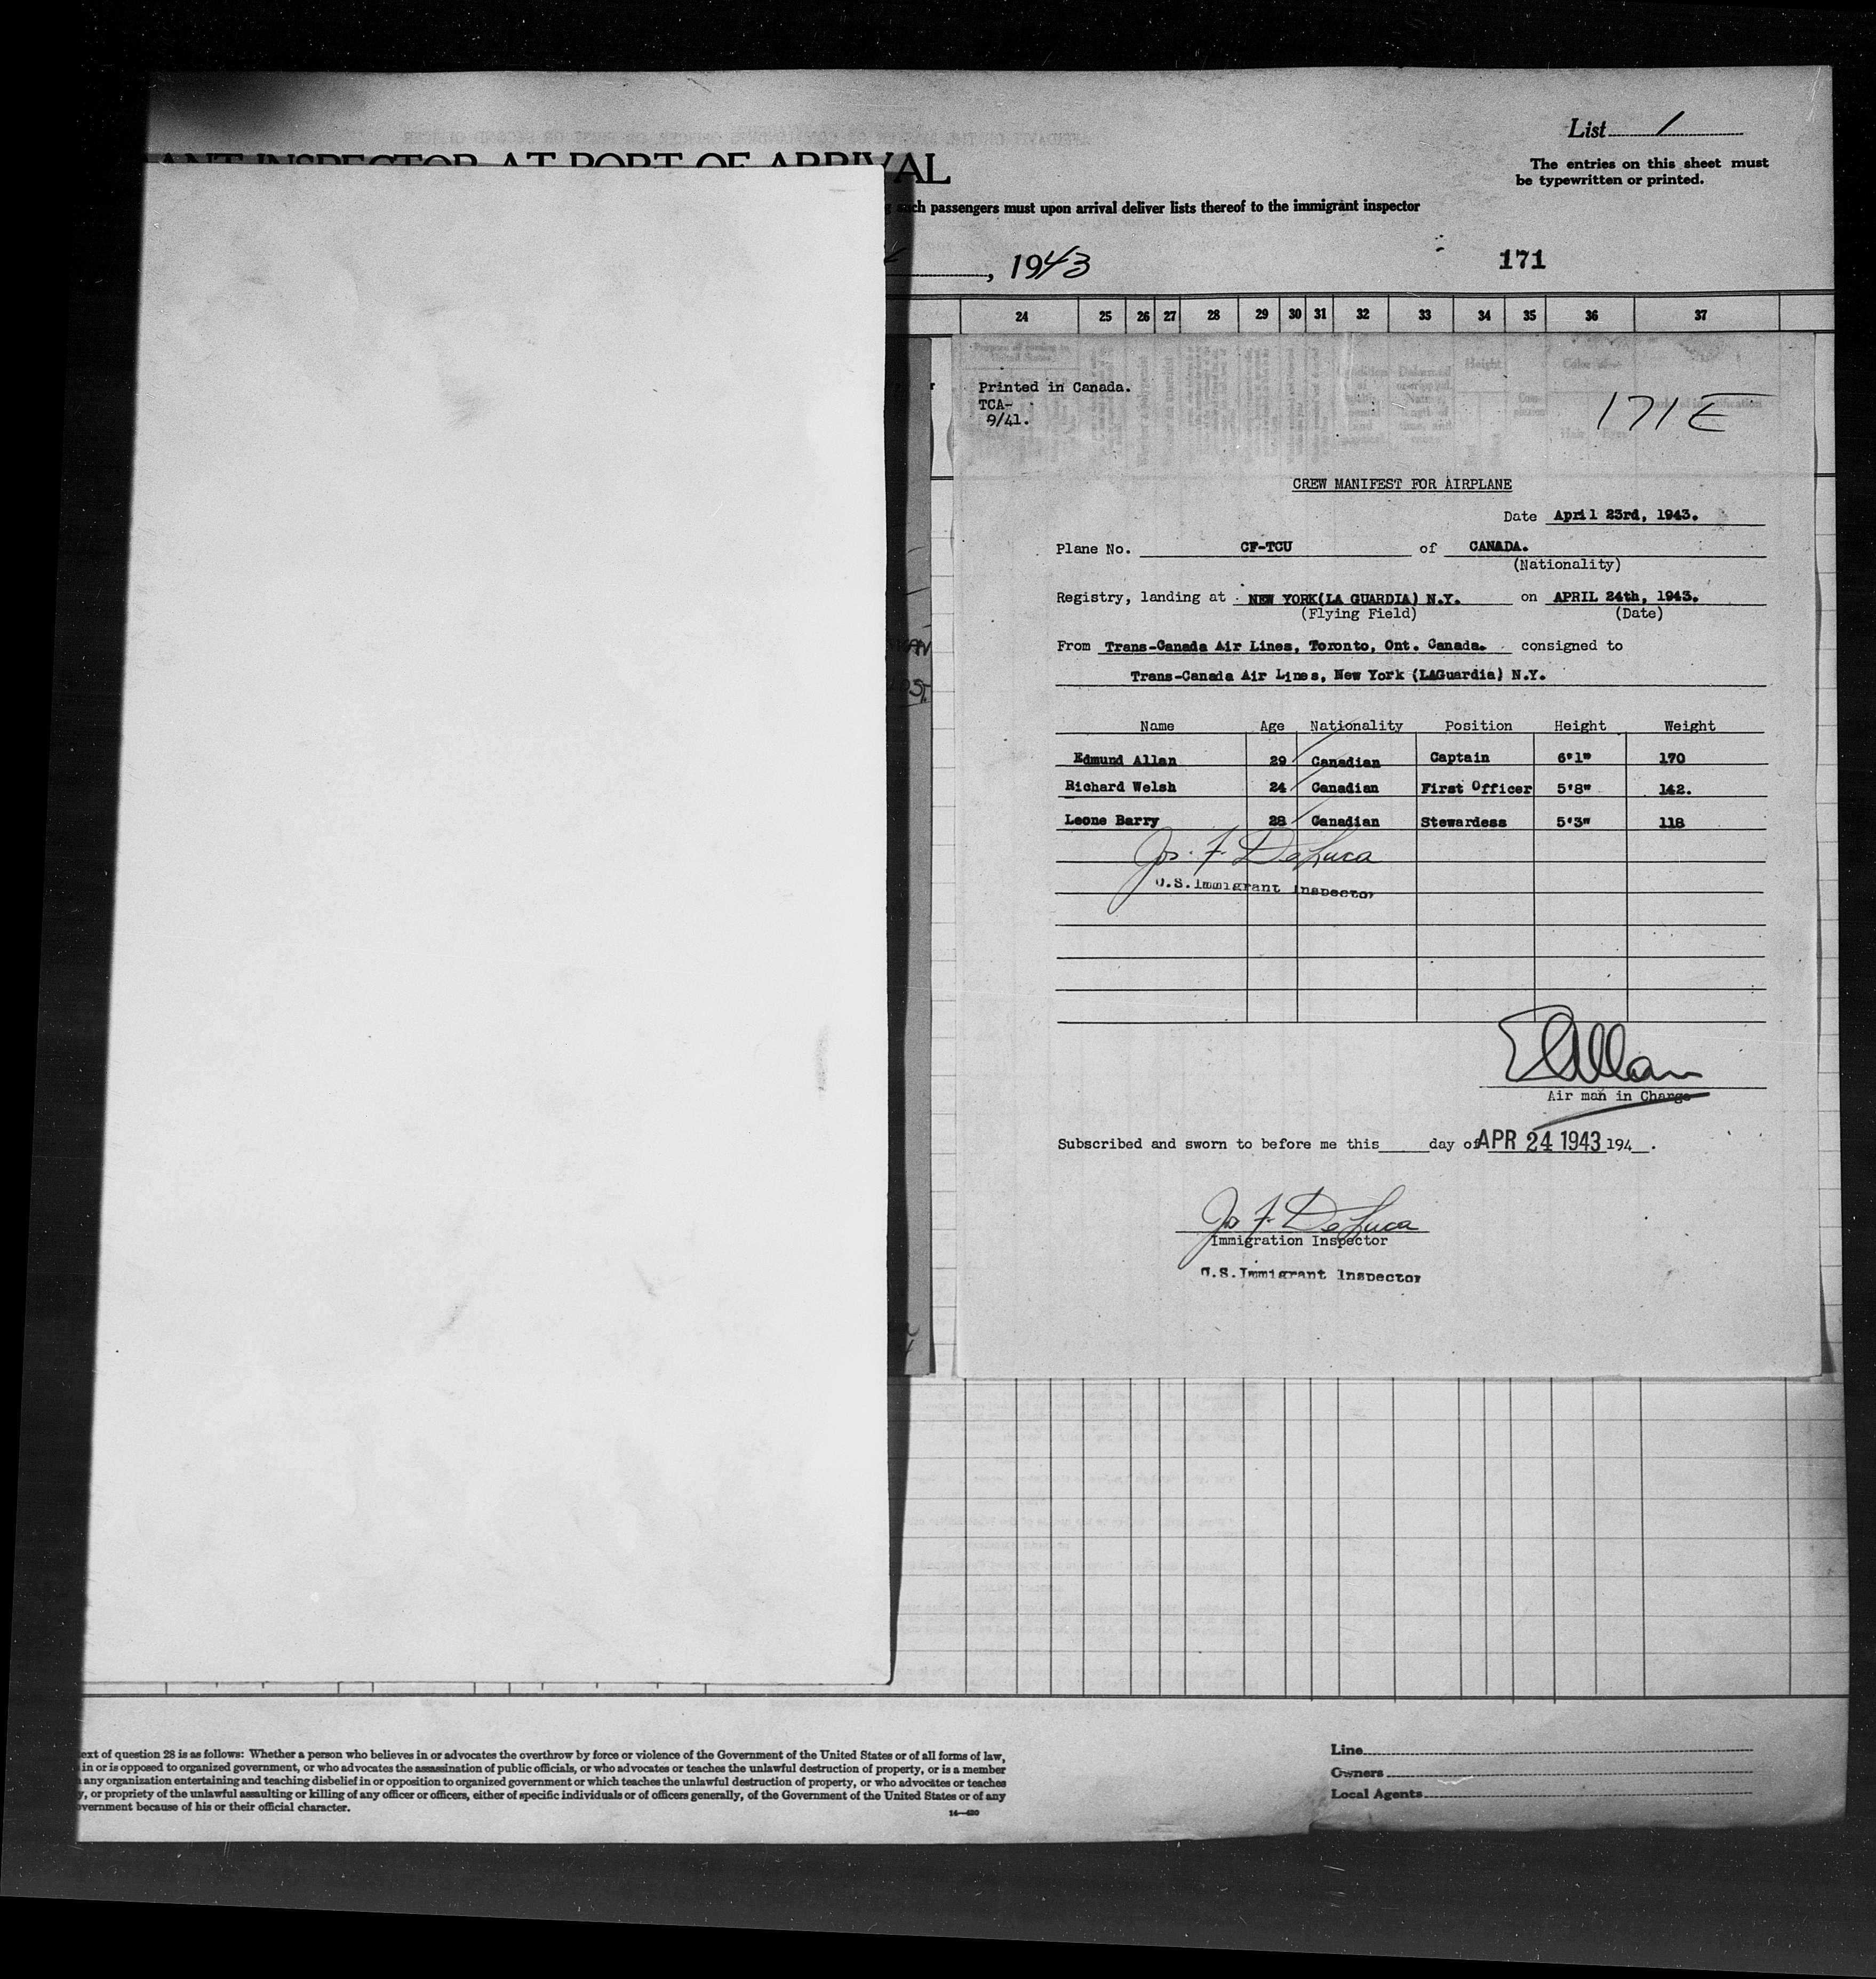 List 1
The entries on this sheet must
be typewritten or printed.
ANT INSPECTOR AT PORT OF ARRIVAL
such passengers must upon arrival deliver lists thereof to the immigrant inspector
, 1943
171
24 25 26 27 28 29 30 31 32 33 34 35 36 37
Printed in Canada.
TCA-
9/41.
171E
CREW MANIFEST FOR AIRPLANE
Date April 23rd, 1943.
Plane No. CF-TCU of CANADA.
(Nationality)
Registry, landing at NEW YORK(LA GUARDIA) N.Y. on APRIL 24th, 1943.
(Flying Field) (Date)
From Trans-Canada Air Lines, Toronto, Ont. Canada. consigned to
Trans-Canada Air Lines, New York (LAGuardia) N.Y.
Name Age Nationality Position Height Weight
Edmund Allan 29 Canadian Captain 6'1" 170
Richard Welsh 24 Canadian First Officer 5'8" 142.
Leone Barry 28 Canadian Stewardess 5'3" 118
Jos. F. DeLuca
U.S. Immigrant Inspector
E Allan
Air man in Charge
Subscribed and sworn to before me this day of APR 24 1943 194 .
Jos F. DeLuca
Immigration Inspector
U.S. Immigrant Inspector
ext of question 28 is as follows: Whether a person who believes in or advocates the overthrow by force or violence of the Government of the United States or of all forms of law,
in or is opposed to organized government, or who advocates the assassination of public officials, or who advocates or teaches the unlawful destruction of property, or is a member
any organization entertaining and teaching disbelief in or opposition to organized government or which teaches the unlawful destruction of property, or who advocates or teaches
y, or propriety of the unlawful assaulting or killing of any officer or officers, either of specific individuals or of officers generally, of the Government of the United States or of any
overnment because of his or their official character.
14—430
Line
Owners
Local Agents